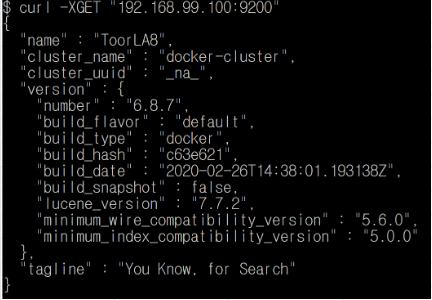 $ curl -XGET "192.168.99.100:9200"
{
"name" : "ToorLA8",
"cluster_name" : "docker-cluster",
"cluster_uuid" : "_na_",
"version" : {
"number" : "6.8.7",
"build_flavor" : "default",
"build_type" : "docker",
"build_hash" : "c63e621",
"build_date" : "2020-02-26T14:38:01.193138Z",
"build_snapshot" : false,
"lucene_version" : "7.7.2",
"minimum_wire_compatibility_version" : "5.6.0",
"minimum_index_compatibility_version" : "5.0.0"
},
"tagline" : "You Know, for Search"
}